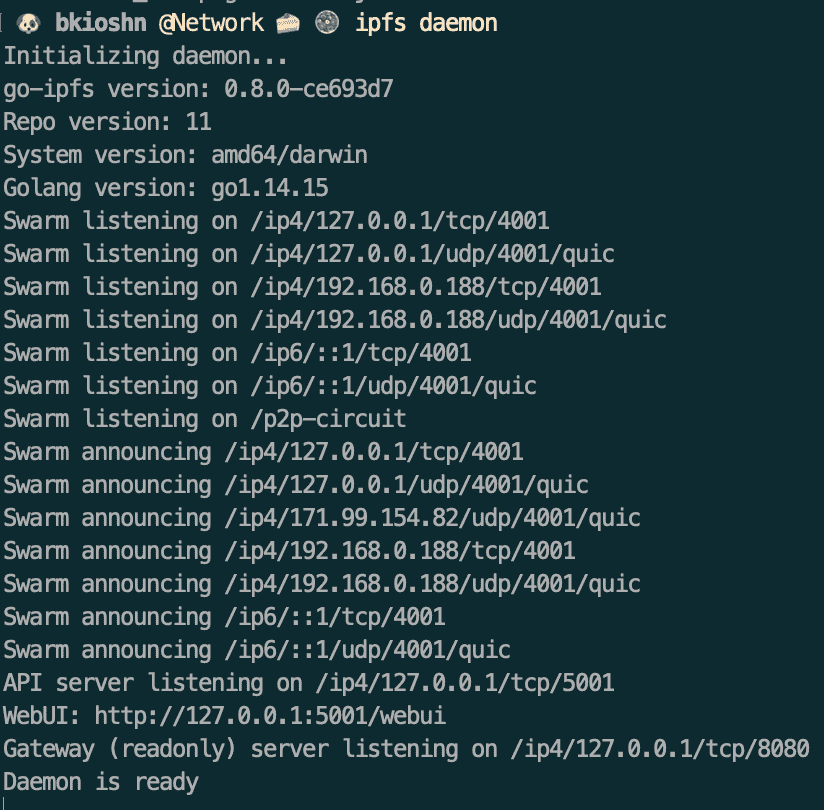 bkioshn @Network ipfs daemon
Initializing daemon...
go-ipfs version: 0.8.0-ce693d7
Repo version: 11
System version: amd64/darwin
Golang version: go1.14.15
Swarm listening on /ip4/127.0.0.1/tcp/4001
Swarm listening on /ip4/127.0.0.1/udp/4001/quic
Swarm listening on /ip4/192.168.0.188/tcp/4001
Swarm listening on /ip4/192.168.0.188/udp/4001/quic
Swarm listening on /ip6/::1/tcp/4001
Swarm listening on /ip6/::1/udp/4001/quic
Swarm listening on /p2p-circuit
Swarm announcing /ip4/127.0.0.1/tcp/4001
Swarm announcing /ip4/127.0.0.1/udp/4001/quic
Swarm announcing /ip4/171.99.154.82/udp/4001/quic
Swarm announcing /ip4/192.168.0.188/tcp/4001
Swarm announcing /ip4/192.168.0.188/udp/4001/quic
Swarm announcing /ip6/::1/tcp/4001
Swarm announcing /ip6/::1/udp/4001/quic
API server listening on /ip4/127.0.0.1/tcp/5001
WebUI: http://127.0.0.1:5001/webui
Gateway (readonly) server listening on /ip4/127.0.0.1/tcp/8080
Daemon is ready